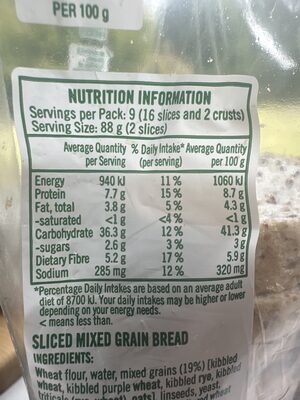 PER 100 g
NUTRITION INFORMATION
Servings per Pack: 9 (16 slices and 2 crusts)
Serving Size: 88 g (2 slices)
Average Quantity % Daily Intake* Average Quantity
per Serving (per serving) per 100 g
Energy 940 kJ 11 % 1060 kJ
Protein 7.7 g 15 % 8.7 g
Fat, total 3.8 g 5 % 4.3 g
-saturated <1 g <4 % <1 g
Carbohydrate 36.3 g 12 % 41.3 g
-sugars 2.6 g 3 % 3 g
Dietary Fibre 5.2 g 17 % 5.9 g
Sodium 285 mg 12 % 320 mg
*Percentage Daily Intakes are based on an average adult
diet of 8700 kJ. Your daily intakes may be higher or lower
depending on your energy needs.
< means less than.
SLICED MIXED GRAIN BREAD
INGREDIENTS:
Wheat flour, water, mixed grains (19%) [kibbled
wheat, kibbled purple wheat, kibbled rye, kibbled
triticale wheat), oats], linseeds, yeast,
wheat